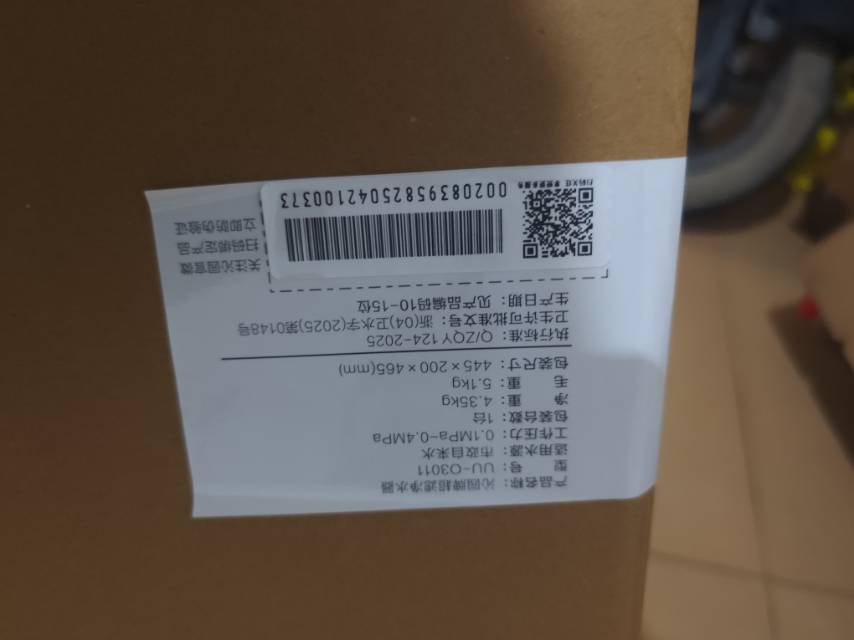 产品名称：沁园牌超滤净水器
型 号：UU-O3011
适用水源：市政自来水
工作压力：0.1MPa-0.4MPa
包装台数：1台
净 重：4.35kg
毛 重：5.1kg
包装尺寸：445×200×465(mm)
执行标准：Q/ZQY124-2025
卫生许可批准文号：浙(04)卫水字(2025)第0148号
生产日期：见产品编码10-15位
关注沁园官微
扫码绑定产品
立即防伪验证
0020839582504210​0373